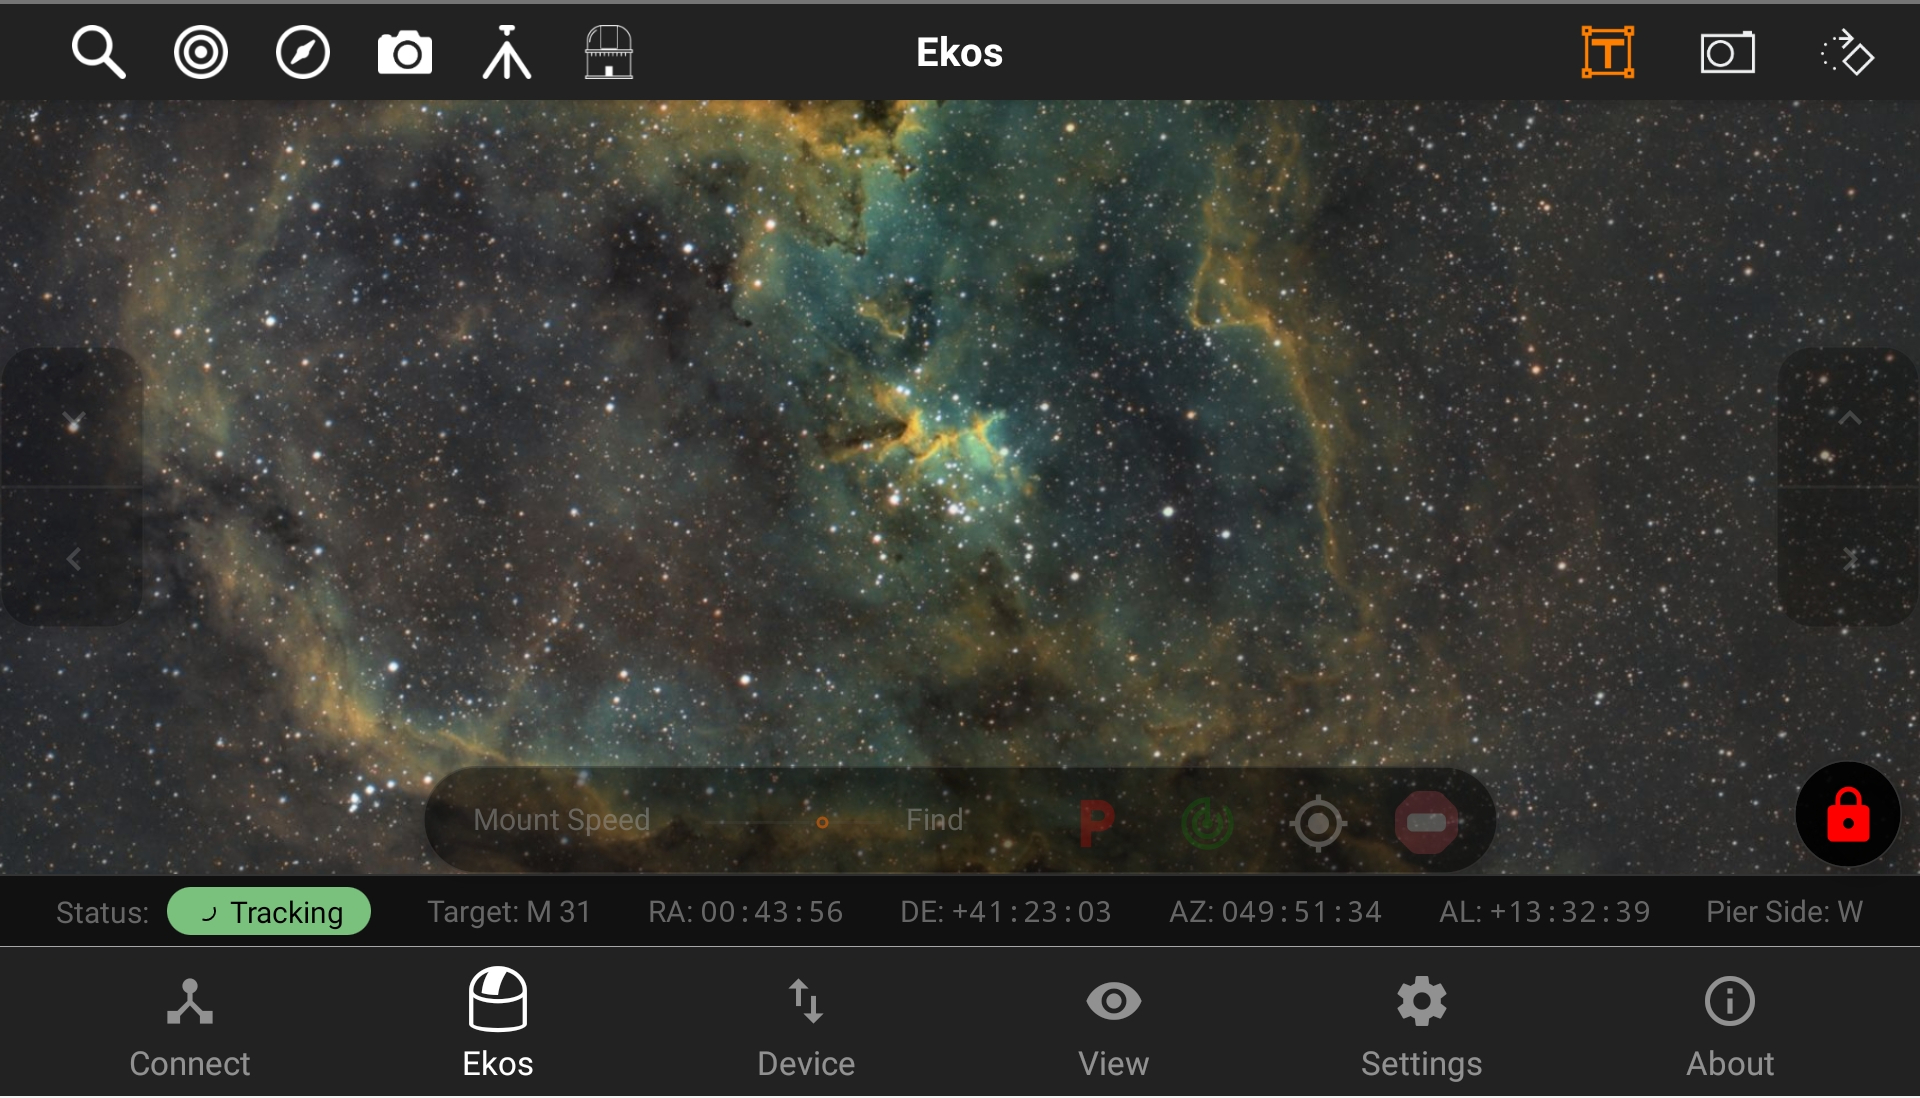 Ekos
Mount Speed Find P
Status: Tracking Target: M 31 RA: 00:43:56 DE: +41:23:03 AZ: 049:51:34 AL: +13:32:39 Pier Side: W
Connect Ekos Device View Settings About